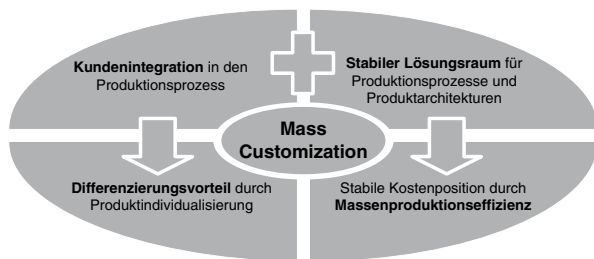 Kundenintegration in den
Produktionsprozess
Stabiler Lösungsraum für
Produktionsprozesse und
Produktarchitekturen
Mass
Customization
Differenzierungsvorteil durch
Produktindividualisierung
Stabile Kostenposition durch
Massenproduktionseffizienz